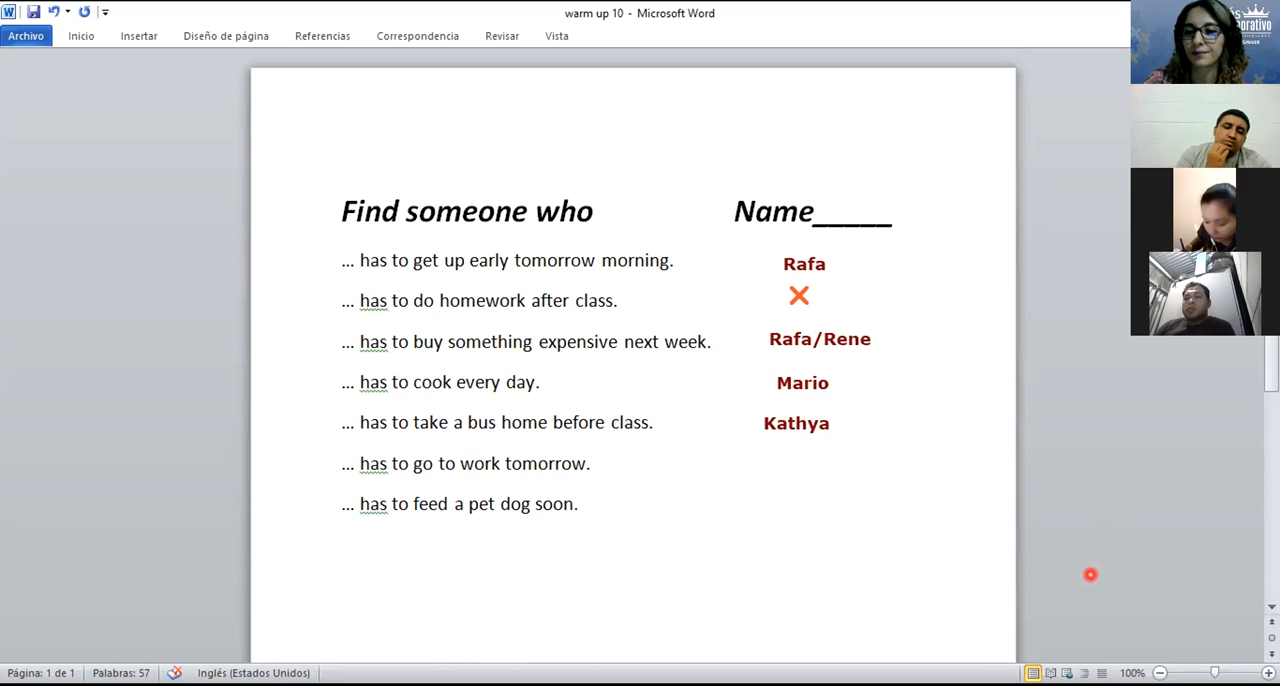 warm up 10 - Microsoft Word
Archivo Inicio Insertar Diseño de página Referencias Correspondencia Revisar Vista
Find someone who Name_____
... has to get up early tomorrow morning. Rafa
... has to do homework after class.
... has to buy something expensive next week. Rafa/Rene
... has to cook every day. Mario
... has to take a bus home before class. Kathya
... has to go to work tomorrow.
... has to feed a pet dog soon.
Página: 1 de 1 Palabras: 57 Inglés (Estados Unidos) 100%